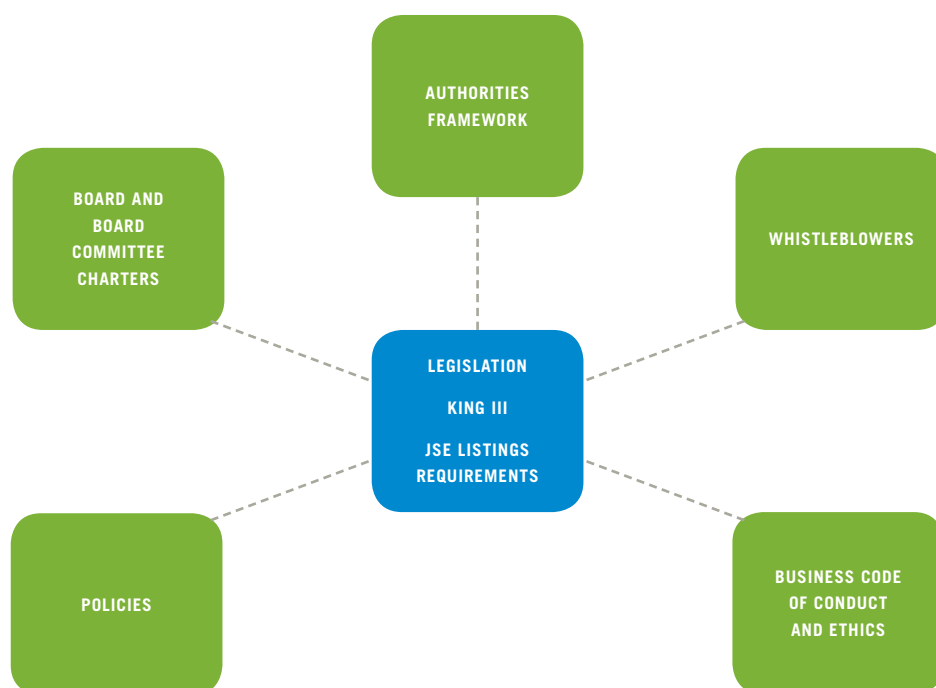 AUTHORITIES
FRAMEWORK
BOARD AND
BOARD
COMMITTEE
CHARTERS
WHISTLEBLOWERS
LEGISLATION
KING III
JSE LISTINGS
REQUIREMENTS
POLICIES
BUSINESS CODE
OF CONDUCT
AND ETHICS